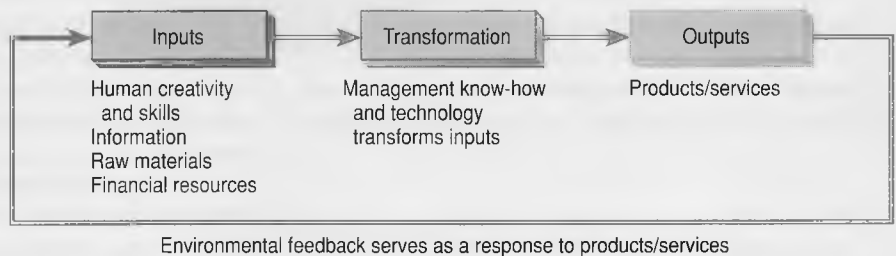 Inputs
Transformation
Outputs
Human creativity
and skills
Information
Raw materials
Financial resources
Management know-how
and technology
transforms inputs
Products/services
Environmental feedback serves as a response to products/services